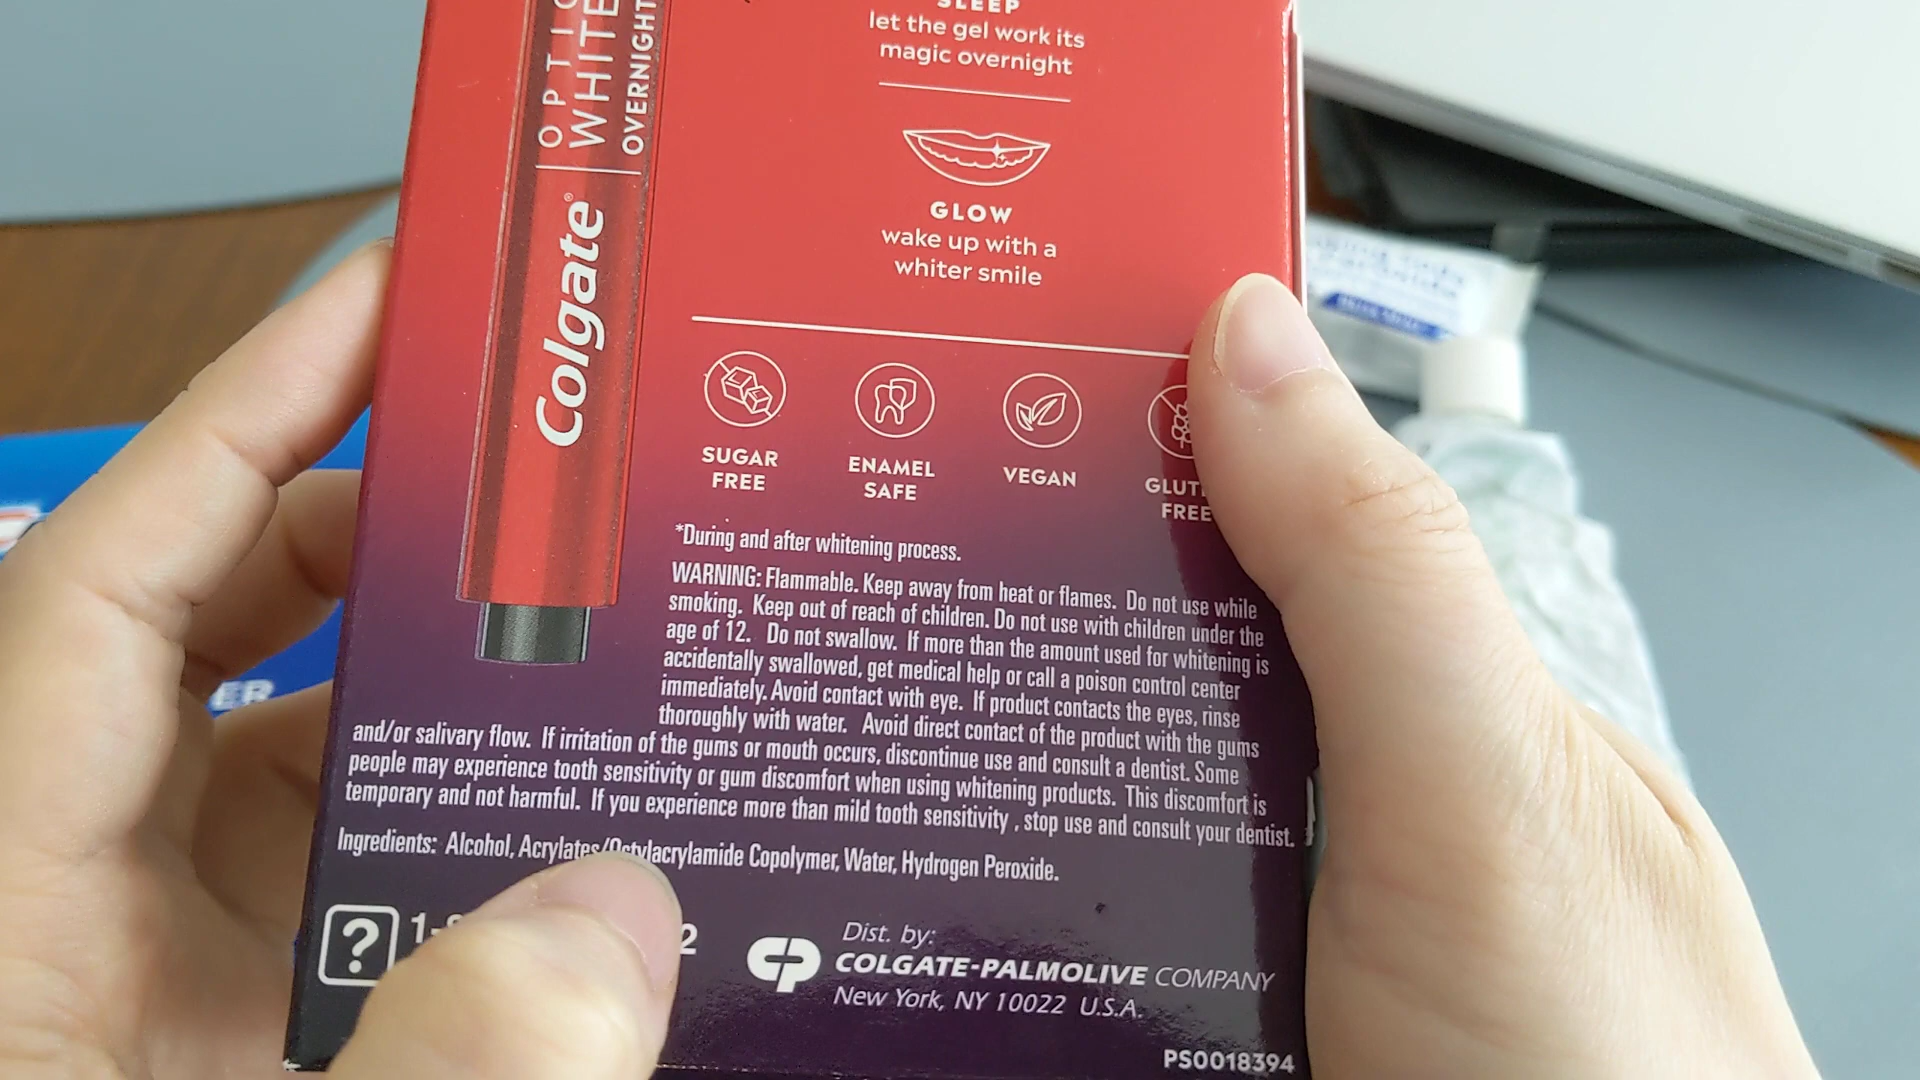 SLEEP
let the gel work its
magic overnight
OPTIC
WHITE
OVERNIGHT
Colgate®
GLOW
wake up with a
whiter smile
SUGAR
FREE
ENAMEL
SAFE
VEGAN
FREE
*During and after whitening process.
WARNING: Flammable. Keep away from heat or flames. Do not use while
smoking. Keep out of reach of children. Do not use with children under the
age of 12. Do not swallow. If more than the amount used for whitening is
accidentally swallowed, get medical help or call a poison control center
immediately. Avoid contact with eye. If product contacts the eyes, rinse
thoroughly with water. Avoid direct contact of the product with the gums
and/or salivary flow. If irritation of the gums or mouth occurs, discontinue use and consult a dentist. Some
people may experience tooth sensitivity or gum discomfort when using whitening products. This discomfort is
temporary and not harmful. If you experience more than mild tooth sensitivity , stop use and consult your dentist.
Ingredients: Alcohol, Acrylates/Octylacrylamide Copolymer, Water, Hydrogen Peroxide.
?
CP
Dist. by:
COLGATE-PALMOLIVE COMPANY
New York, NY 10022 U.S.A.
PS0018394
ER